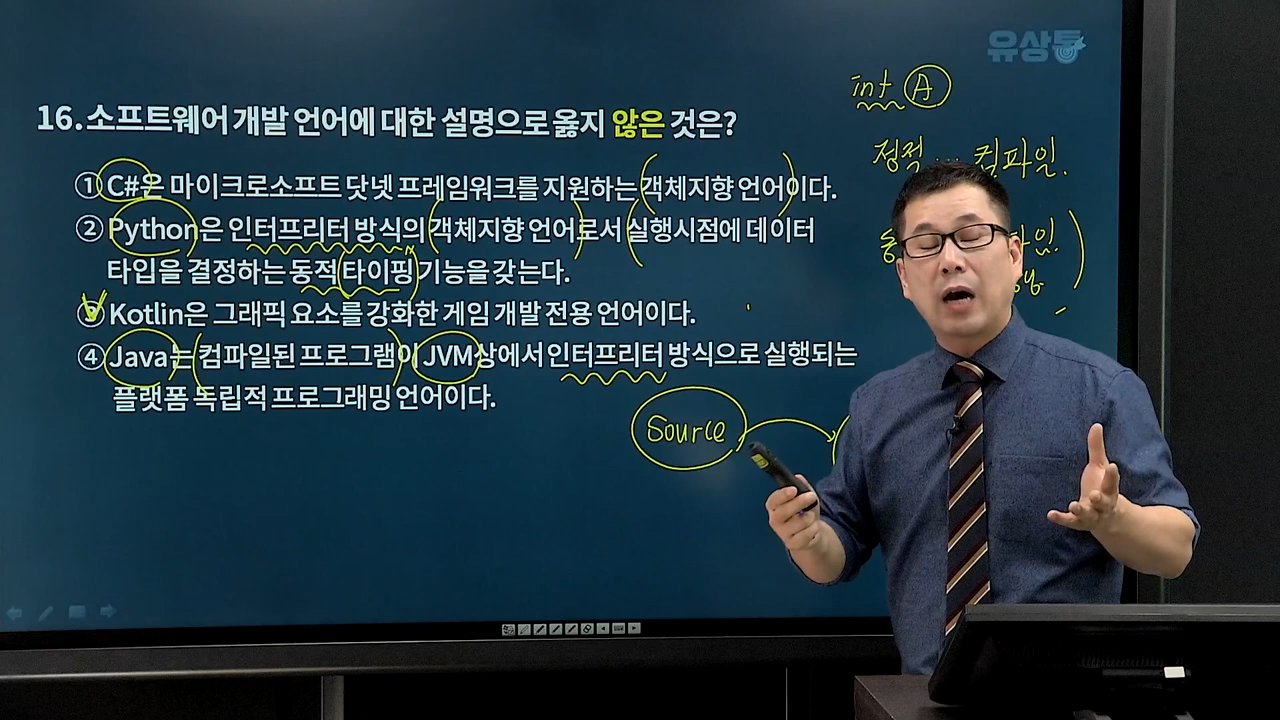 유상통
int A
16. 소프트웨어 개발 언어에 대한 설명으로 옳지 않은 것은?
정적 컴파일.
① C#은 마이크로소프트 닷넷 프레임워크를 지원하는 객체지향 언어이다.
② Python은 인터프리터 방식의 객체지향 언어로서 실행시점에 데이터
타입을 결정하는 동적 타이핑 기능을 갖는다.
③ Kotlin은 그래픽 요소를 강화한 게임 개발 전용 언어이다.
④ Java는 컴파일된 프로그램이 JVM상에서 인터프리터 방식으로 실행되는
플랫폼 독립적 프로그래밍 언어이다.
Source